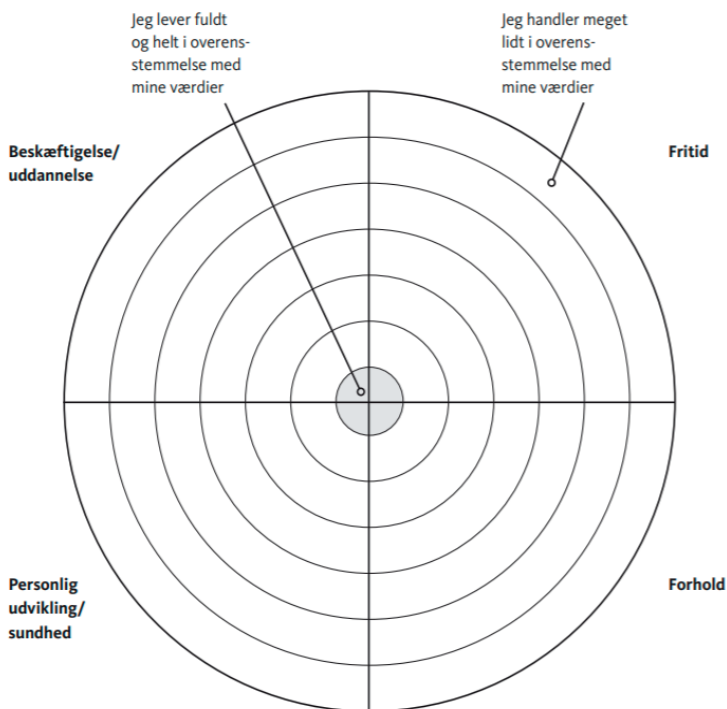 Jeg lever fuldt
og helt i overens-
stemmelse med
mine værdier
Jeg handler meget
lidt i overens-
stemmelse med
mine værdier
Beskæftigelse/
uddannelse
Fritid
Personlig
udvikling/
sundhed
Forhold